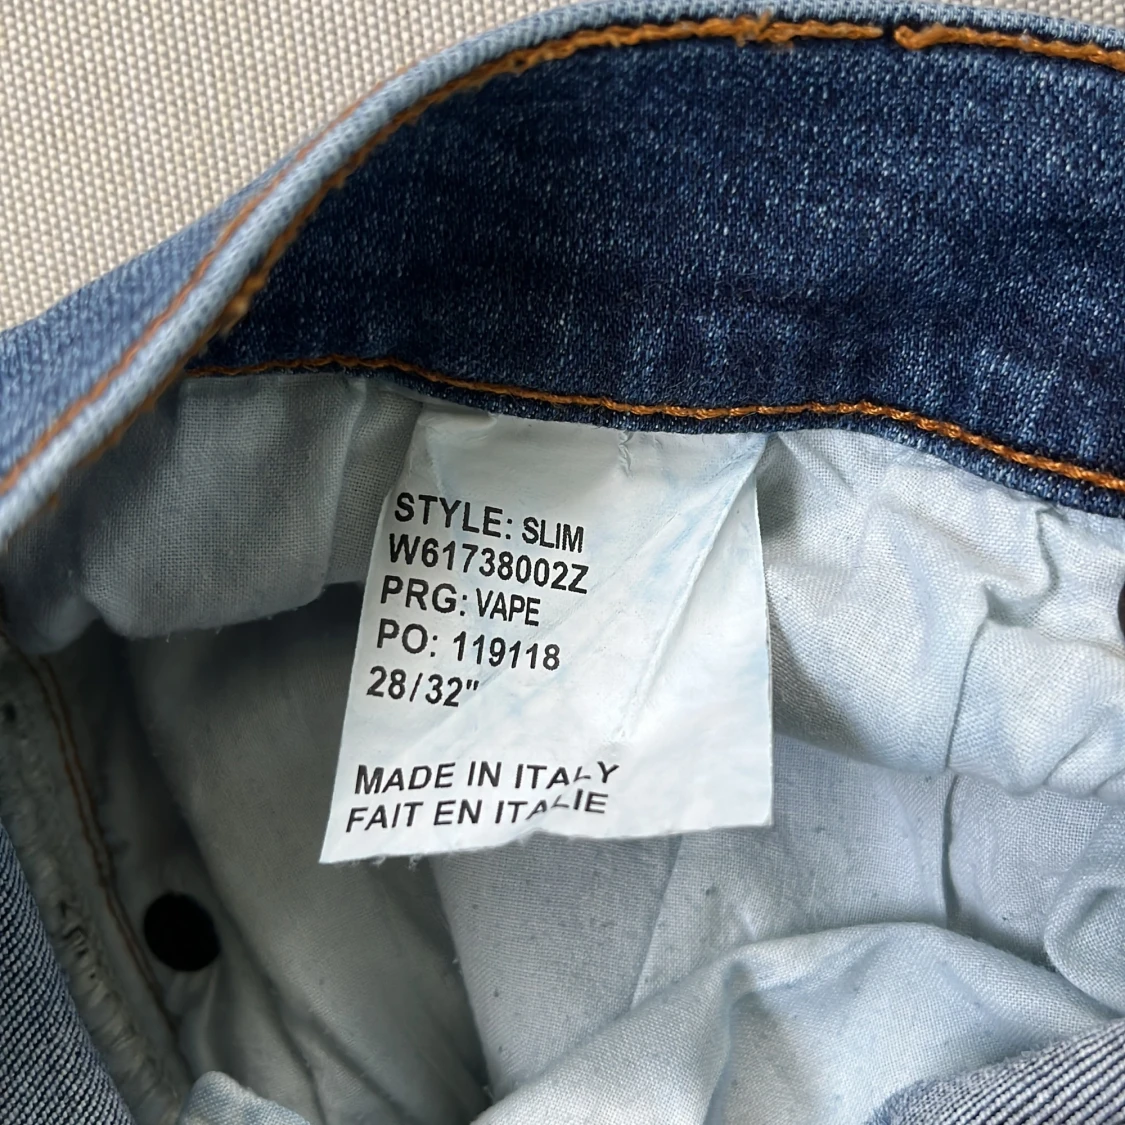 STYLE: SLIM
W61738002Z
PRG: VAPE
PO: 119118
28/32"
MADE IN ITALY
FAIT EN ITALIE